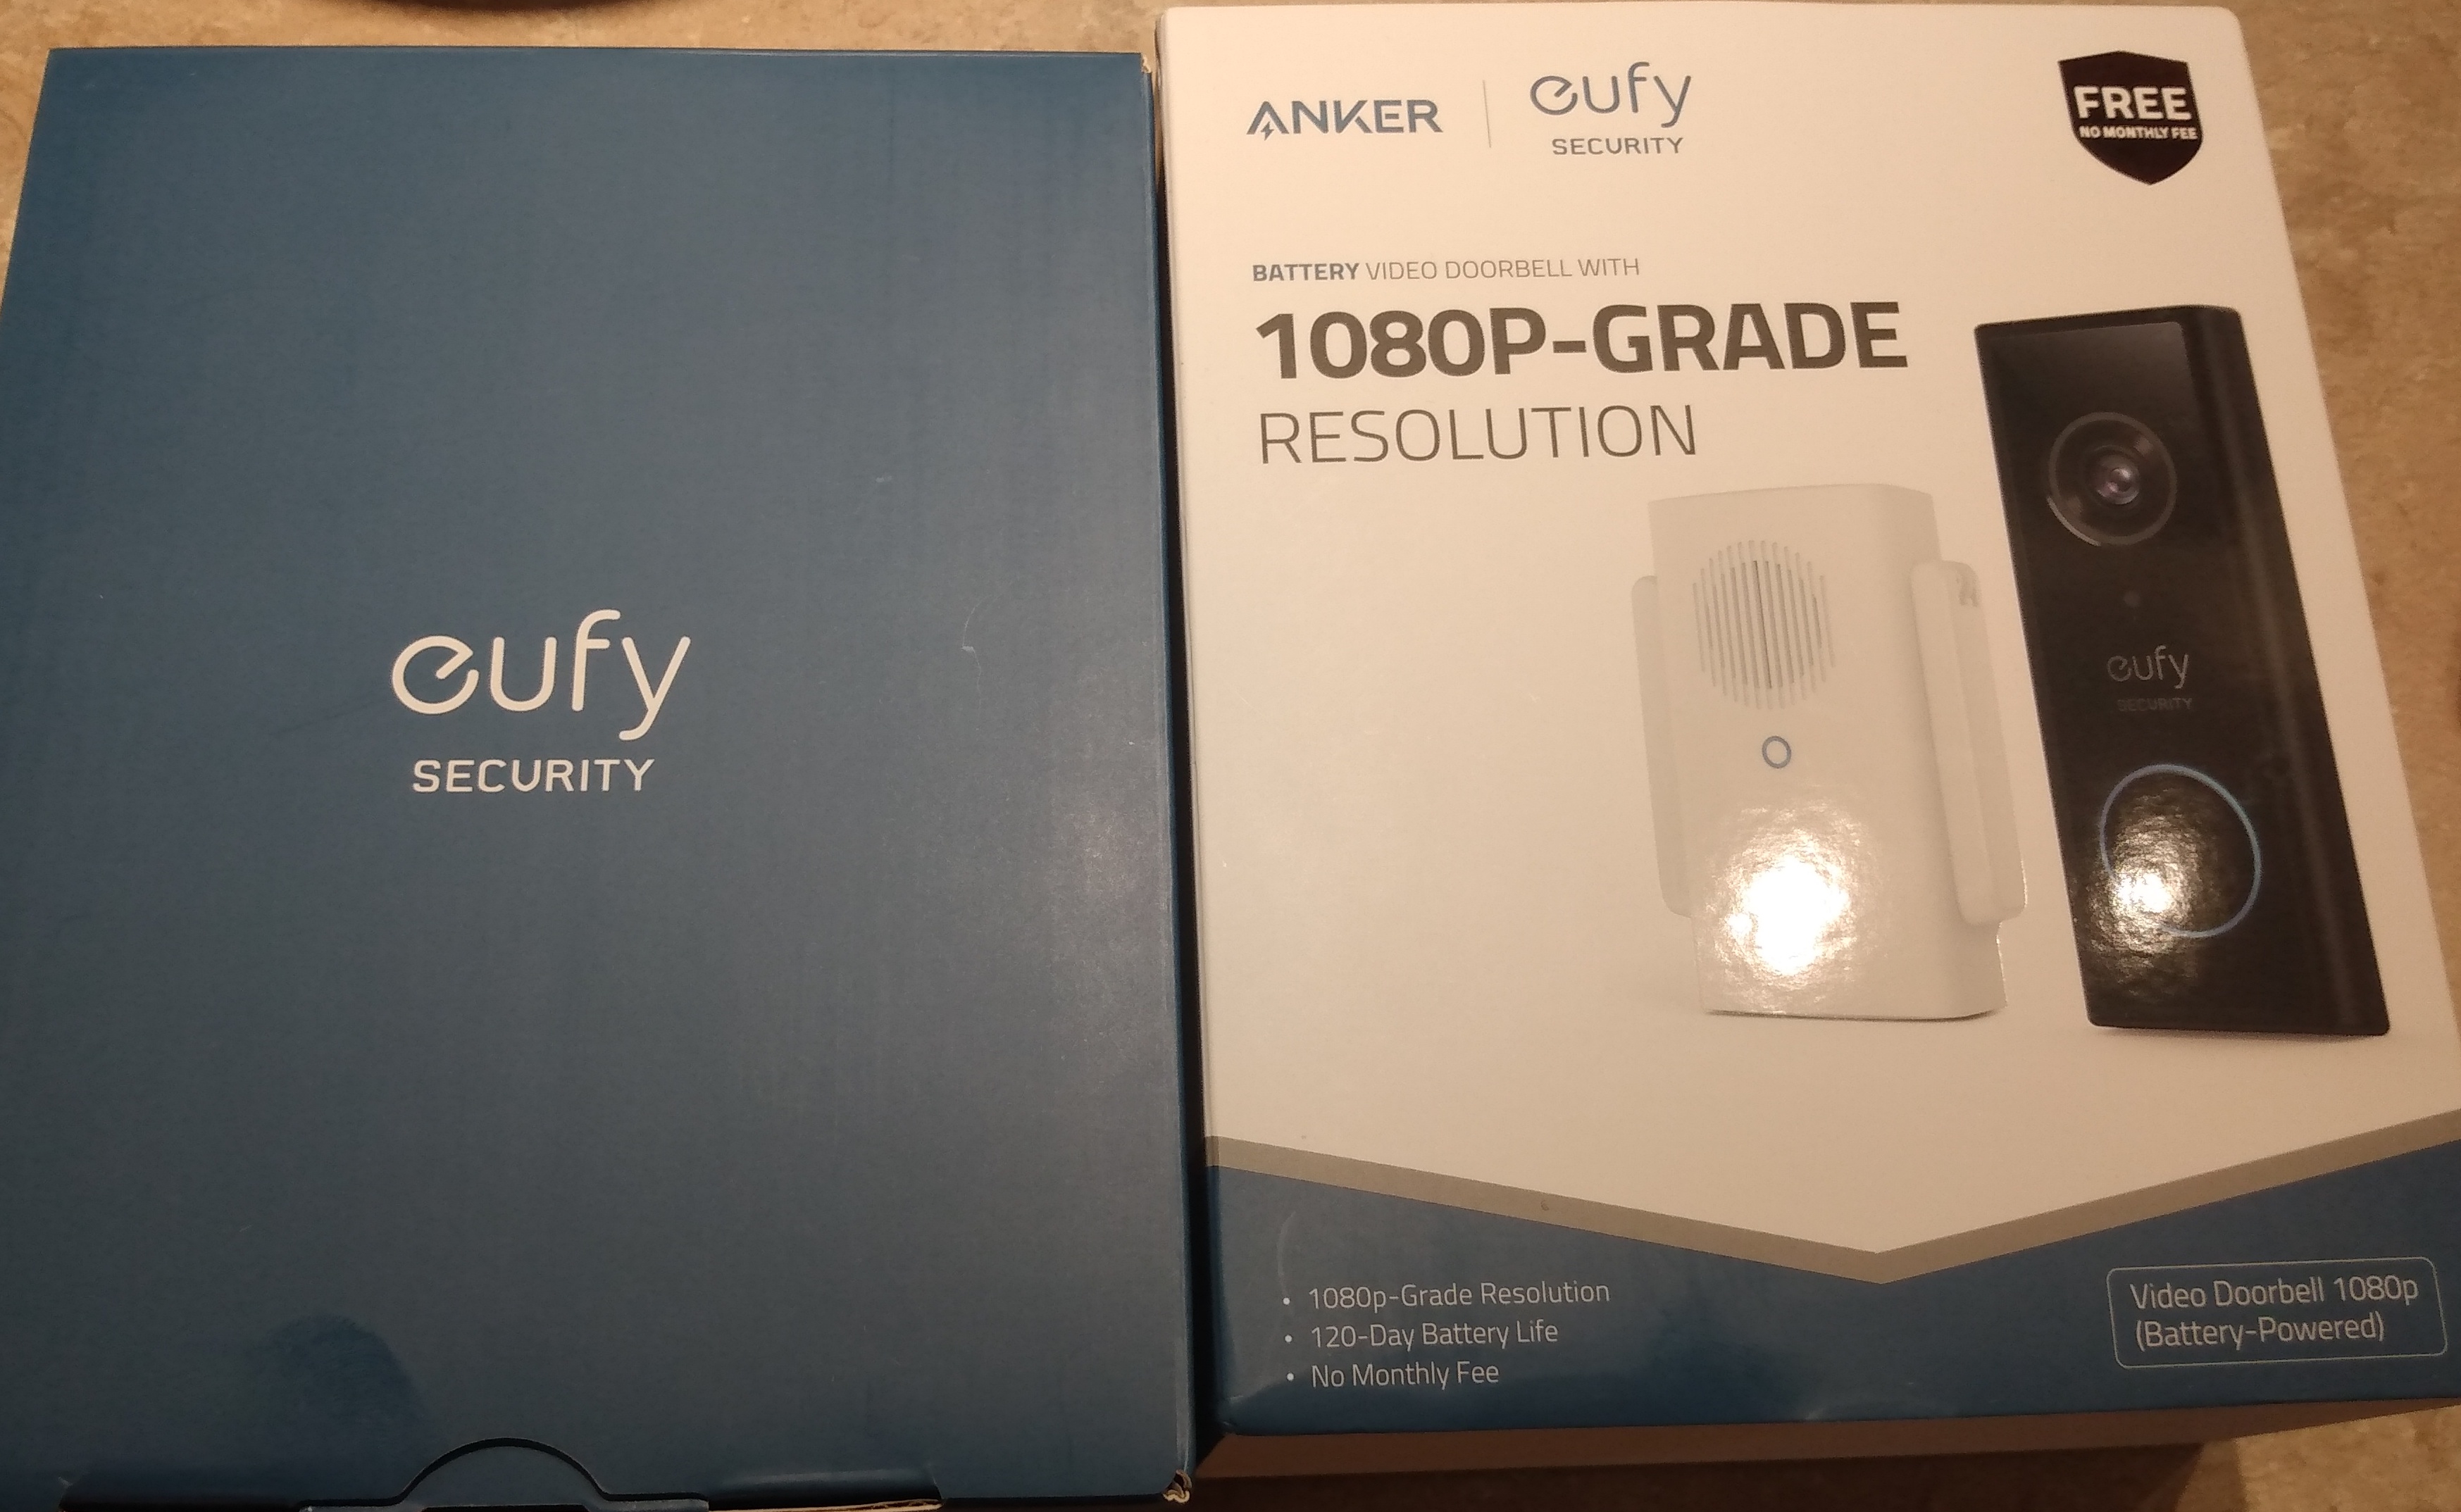 eufy
SECURITY
ANKER
eufy
SECURITY
FREE
NO MONTHLY FEE
BATTERY VIDEO DOORBELL WITH
1080P-GRADE
RESOLUTION
eufy
SECURITY
• 1080p-Grade Resolution
• 120-Day Battery Life
• No Monthly Fee
Video Doorbell 1080p
(Battery-Powered)